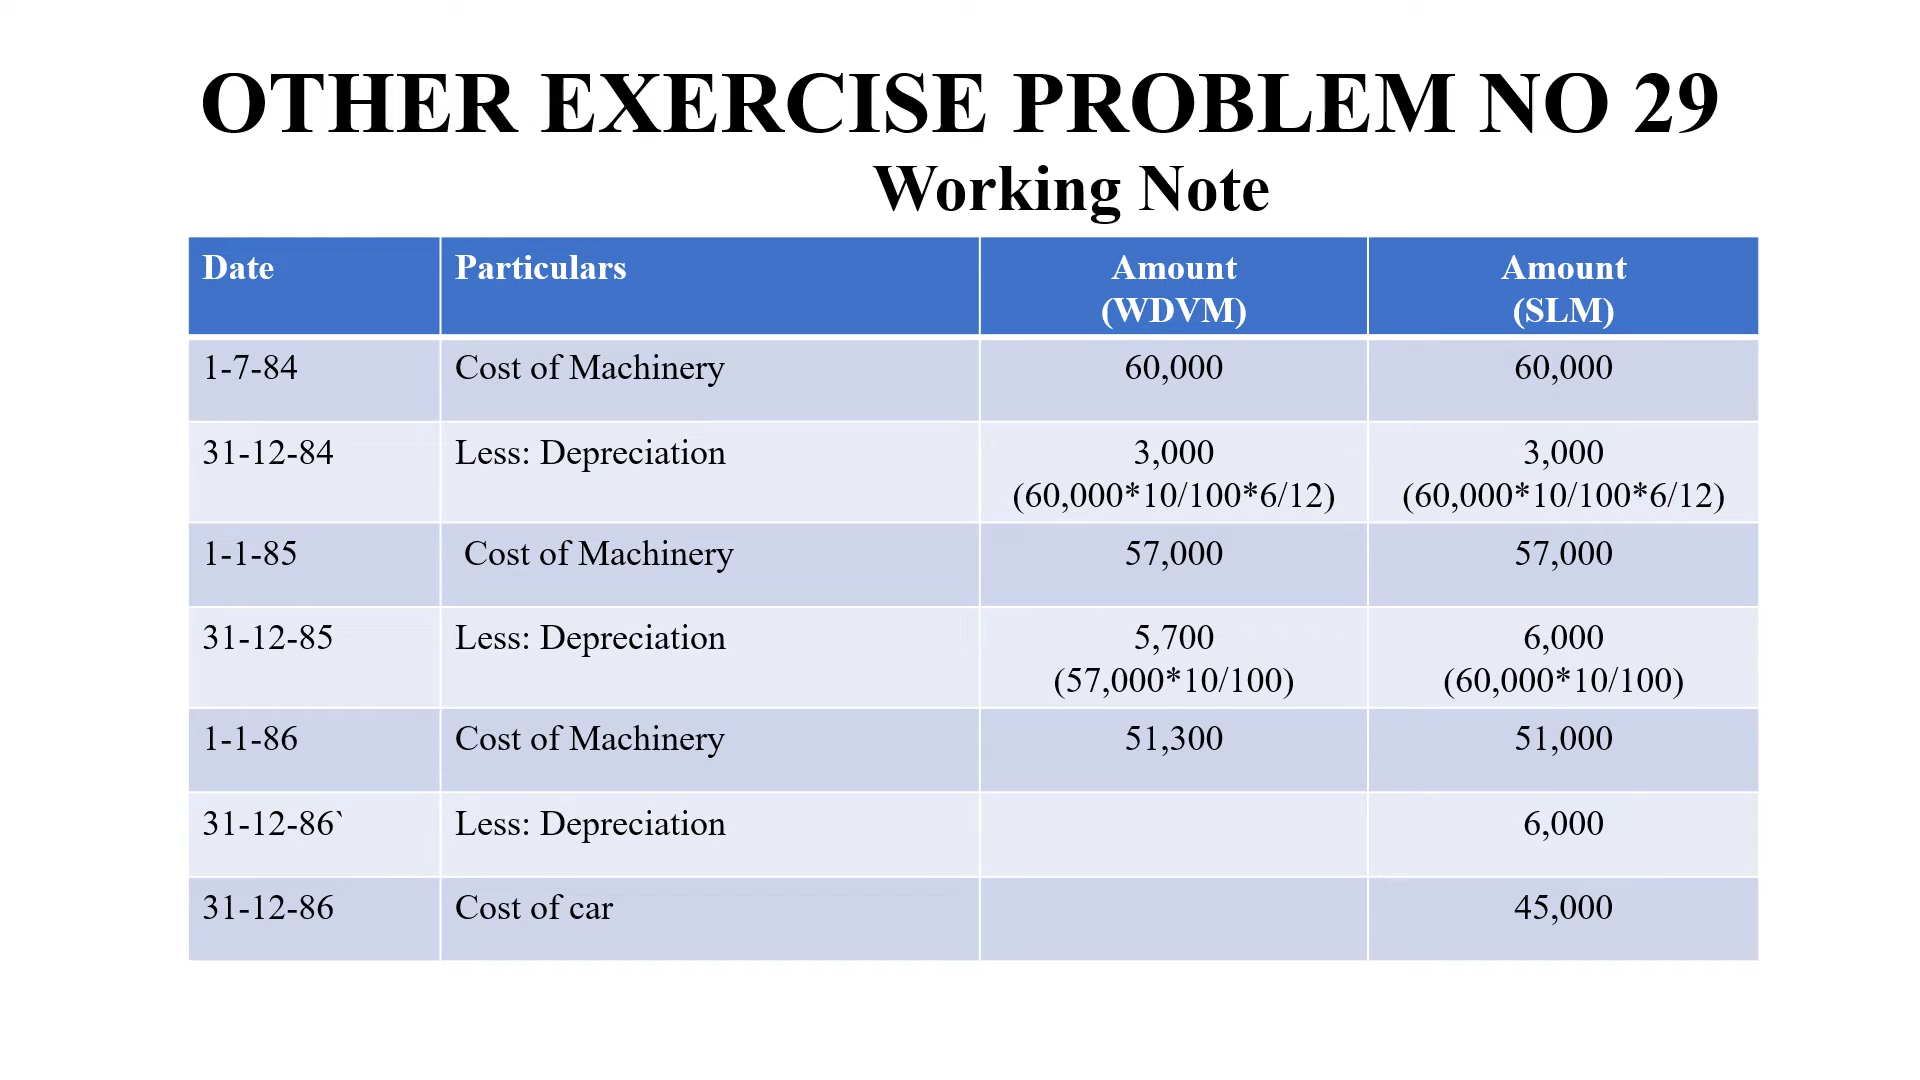 OTHER EXERCISE PROBLEM NO 29
Working Note
Date Particulars Amount (WDVM) Amount (SLM)
1-7-84 Cost of Machinery 60,000 60,000
31-12-84 Less: Depreciation 3,000 3,000
(60,000*10/100*6/12) (60,000*10/100*6/12)
1-1-85 Cost of Machinery 57,000 57,000
31-12-85 Less: Depreciation 5,700 6,000
(57,000*10/100) (60,000*10/100)
1-1-86 Cost of Machinery 51,300 51,000
31-12-86` Less: Depreciation 6,000
31-12-86 Cost of car 45,000